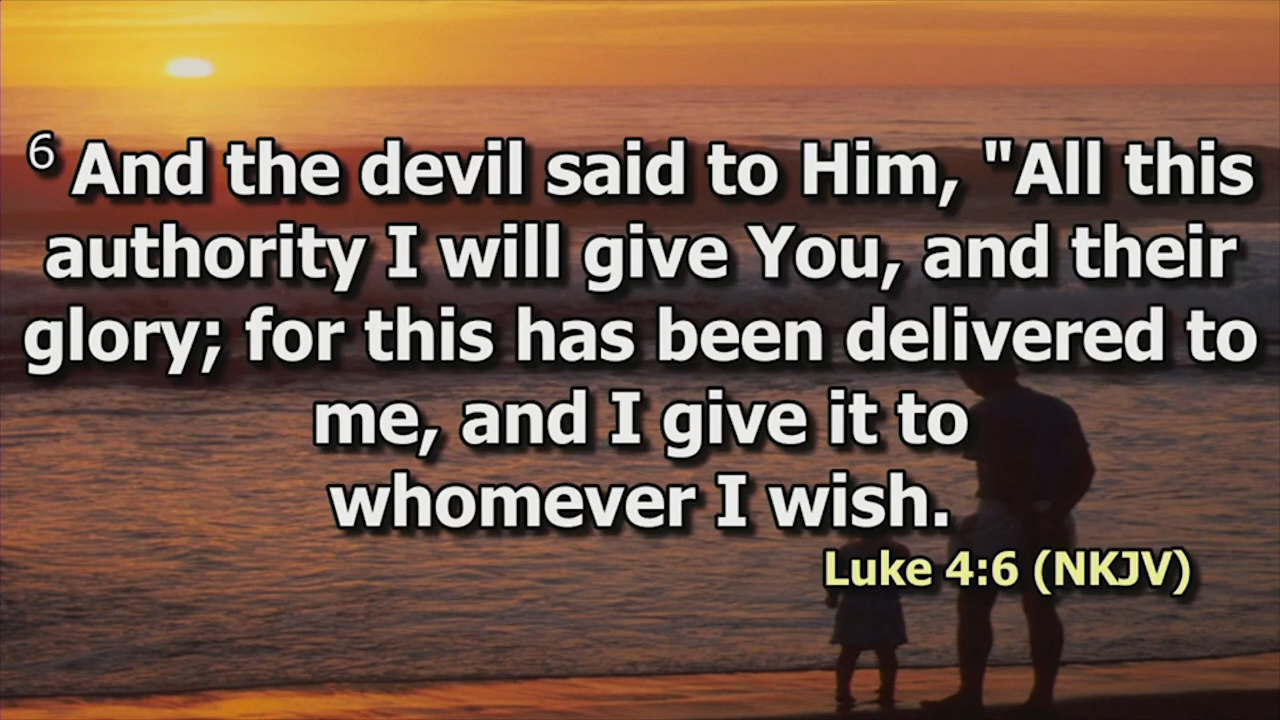 6 And the devil said to Him, "All this
authority I will give You, and their
glory; for this has been delivered to
me, and I give it to
whomever I wish.
Luke 4:6 (NKJV)